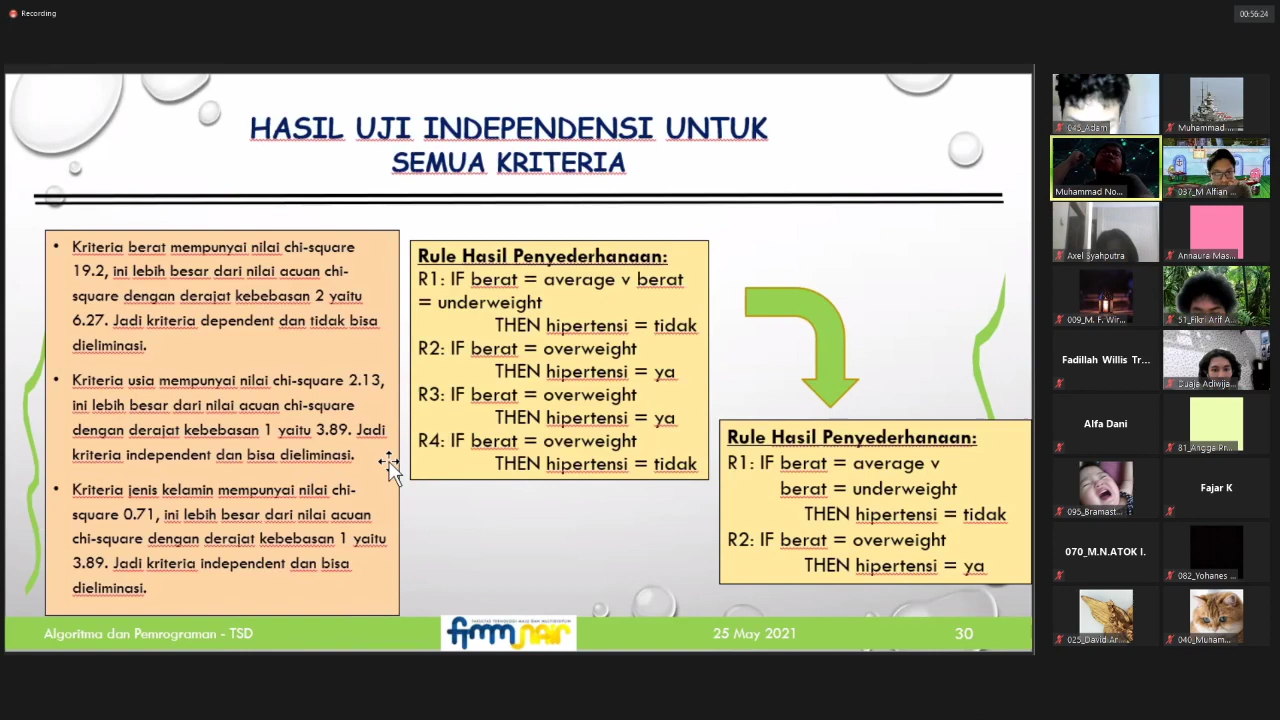 Recording
00:56:24
HASIL UJI INDEPENDENSI UNTUK
SEMUA KRITERIA
• Kriteria berat mempunyai nilai chi-square
19.2, ini lebih besar dari nilai acuan chi-
square dengan derajat kebebasan 2 yaitu
6.27. Jadi kriteria dependent dan tidak bisa
dieliminasi.
• Kriteria usia mempunyai nilai chi-square 2.13,
ini lebih besar dari nilai acuan chi-square
dengan derajat kebebasan 1 yaitu 3.89. Jadi
kriteria independent dan bisa dieliminasi.
• Kriteria jenis kelamin mempunyai nilai chi-
square 0.71, ini lebih besar dari nilai acuan
chi-square dengan derajat kebebasan 1 yaitu
3.89. Jadi kriteria independent dan bisa
dieliminasi.
Rule Hasil Penyederhanaan:
R1: IF berat = average v berat
= underweight
THEN hipertensi = tidak
R2: IF berat = overweight
THEN hipertensi = ya
R3: IF berat = overweight
THEN hipertensi = ya
R4: IF berat = overweight
THEN hipertensi = tidak
Rule Hasil Penyederhanaan:
R1: IF berat = average v
berat = underweight
THEN hipertensi = tidak
R2: IF berat = overweight
THEN hipertensi = ya
Algoritma dan Pemrograman - TSD
25 May 2021
30
045_Adam
Muhammad ...
Muhammad No...
037_M Alfian ...
Axel Syahputra
Annaura Mas...
009_M. F. Wir...
51_Fikri Arif A...
Fadillah Willis Tr...
Duaja Adiwija...
Alfa Dani
81_Angga Pr...
095_Bramast...
Fajar K
070_M.N.ATOK I.
082_Yohanes ...
025_David Ar...
040_Muham...